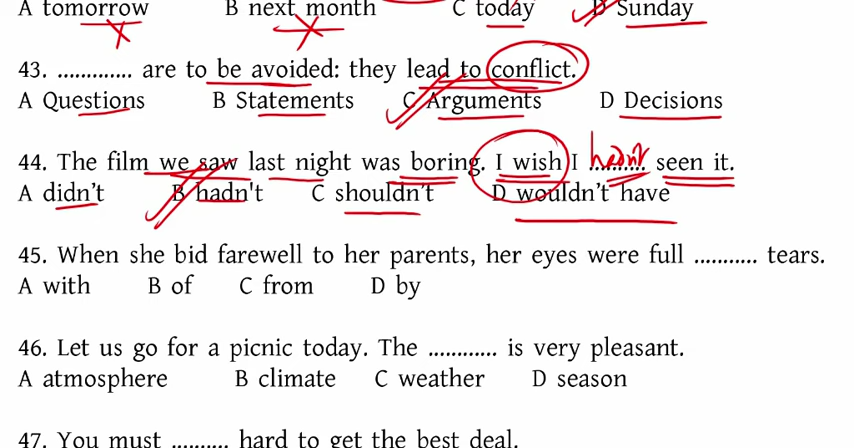 A tomorrow B next month C today D Sunday
43. ............. are to be avoided: they lead to conflict.
A Questions B Statements C Arguments D Decisions
44. The film we saw last night was boring. I wish I hadn't .......... seen it.
A didn't B hadn't C shouldn't D wouldn't have
45. When she bid farewell to her parents, her eyes were full ........... tears.
A with B of C from D by
46. Let us go for a picnic today. The ............ is very pleasant.
A atmosphere B climate C weather D season
47. You must .......... hard to get the best deal.